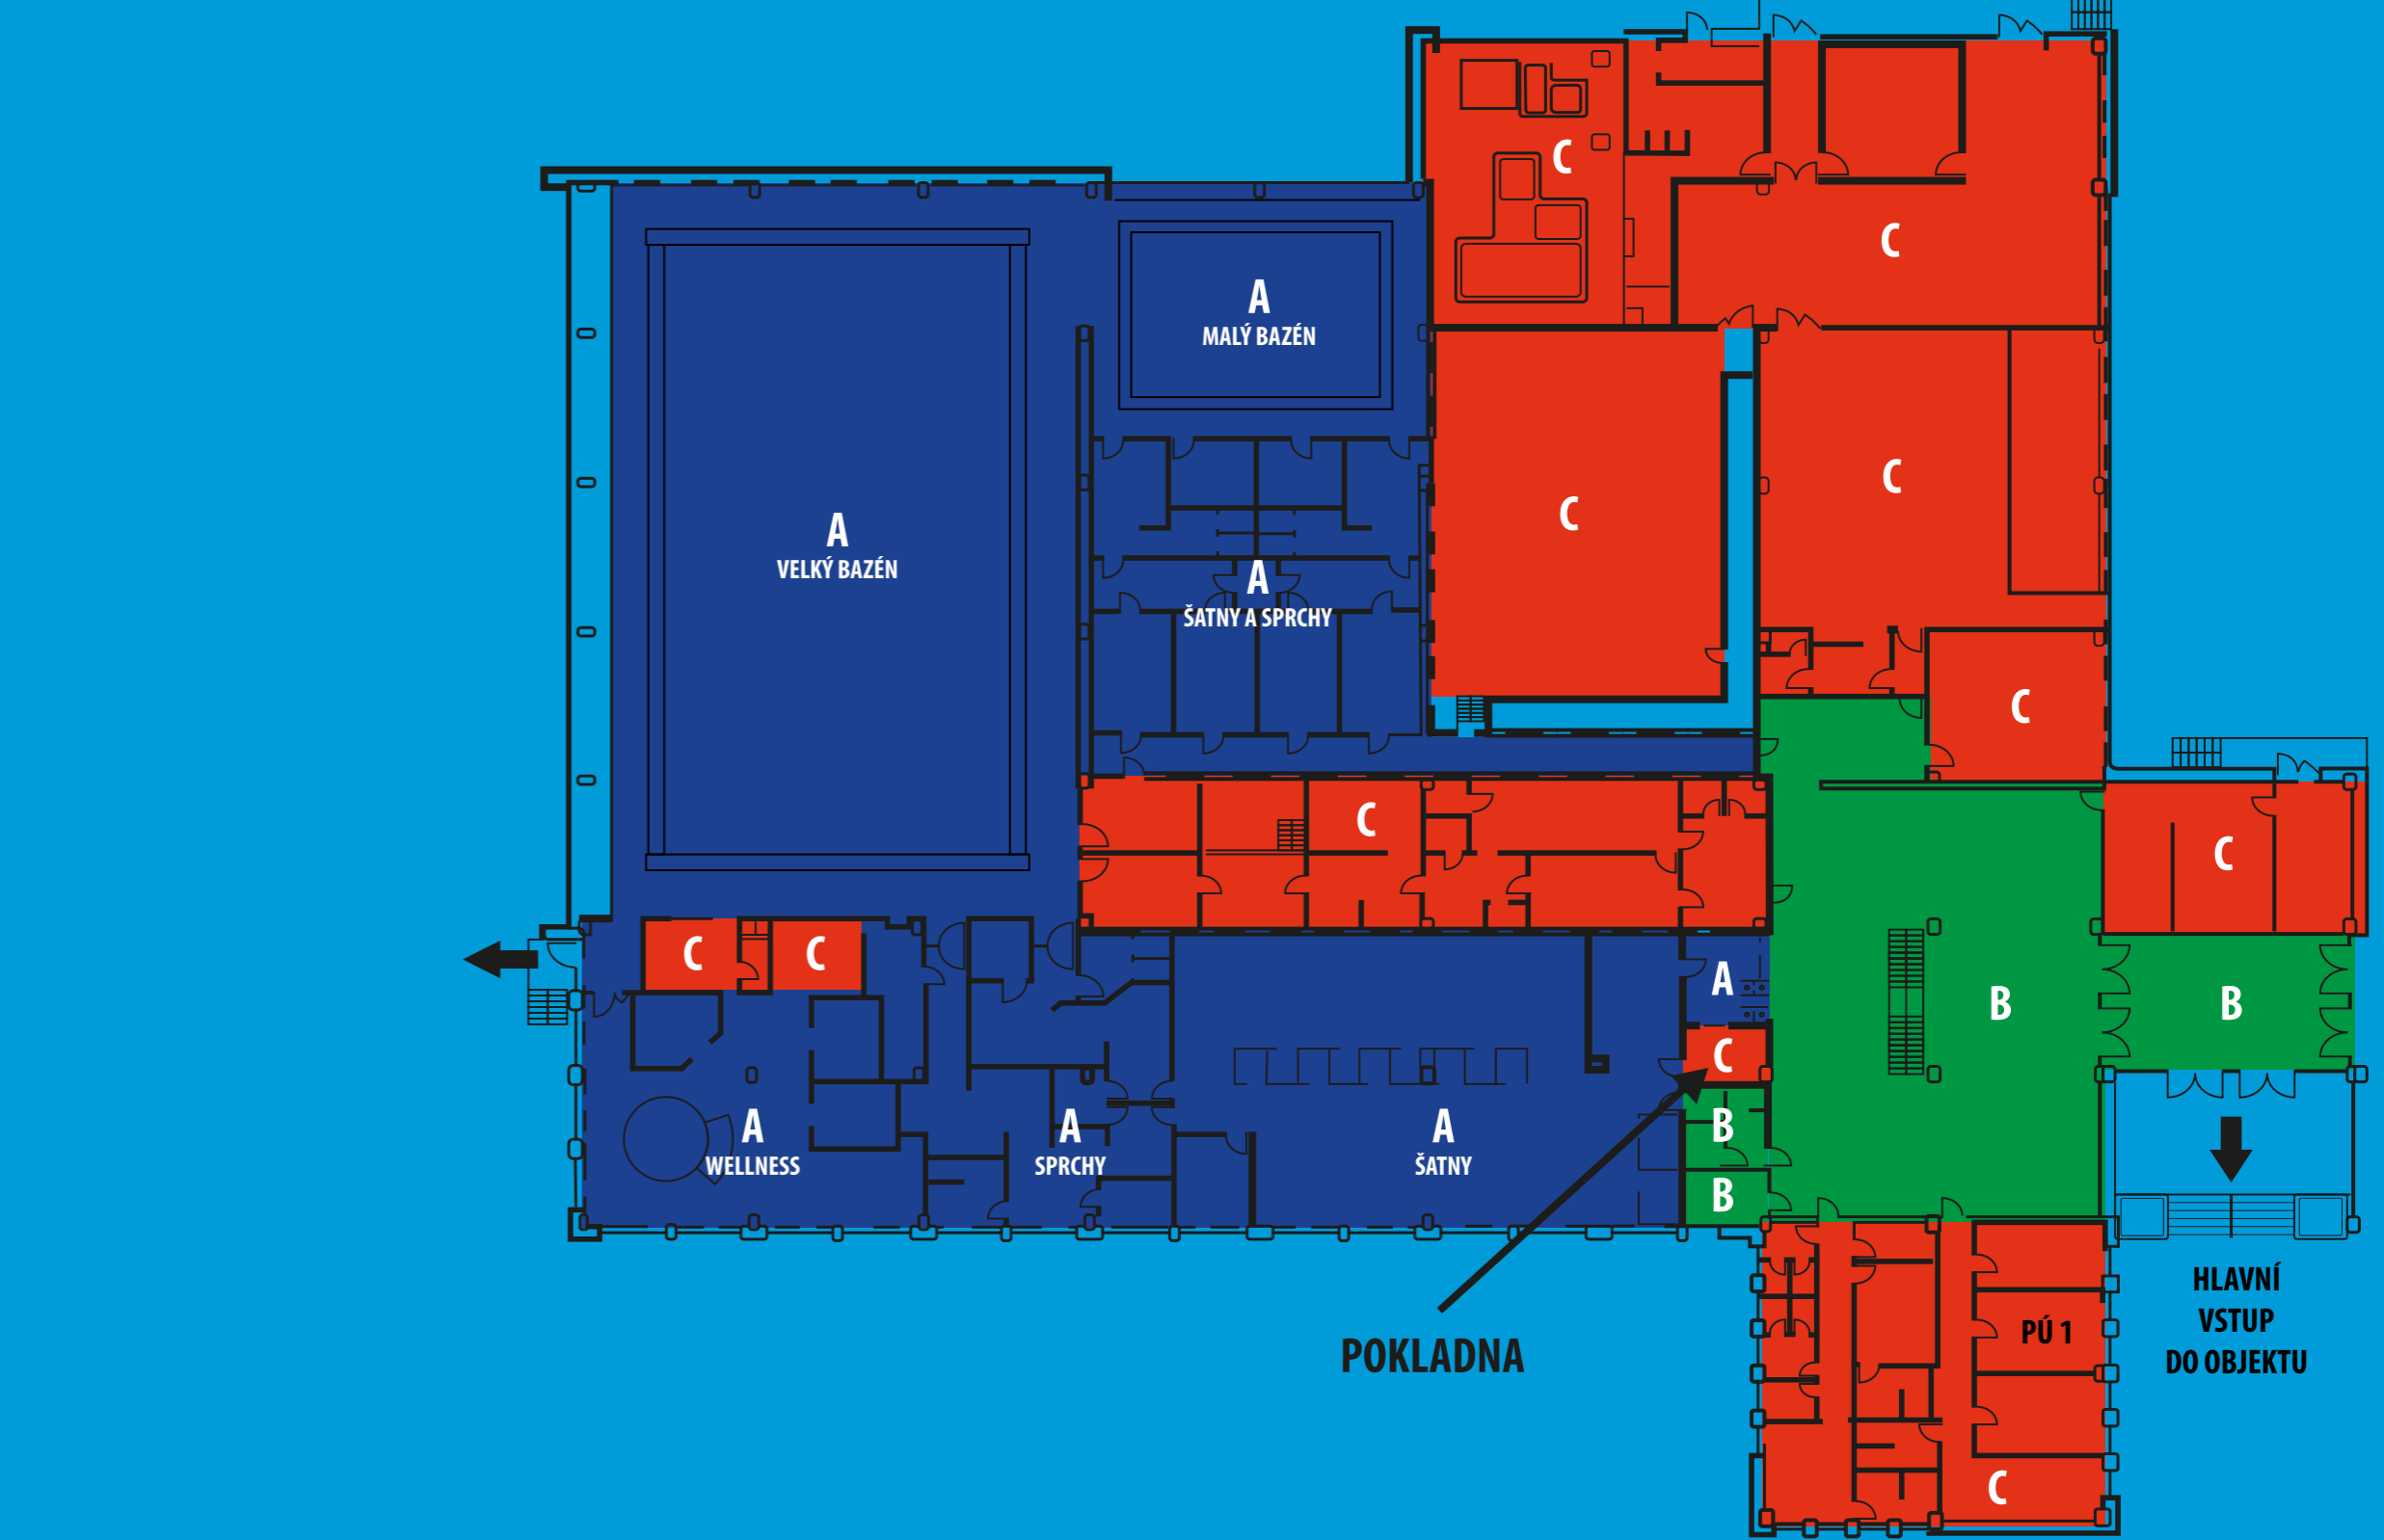 C
C
A
MALÝ BAZÉN
C
C
A
VELKÝ BAZÉN
A
ŠATNY A SPRCHY
C
C
C
C
C
A
B
B
C
A
WELLNESS
A
SPRCHY
A
ŠATNY
B
B
POKLADNA
HLAVNÍ
VSTUP
DO OBJEKTU
PÚ 1
C